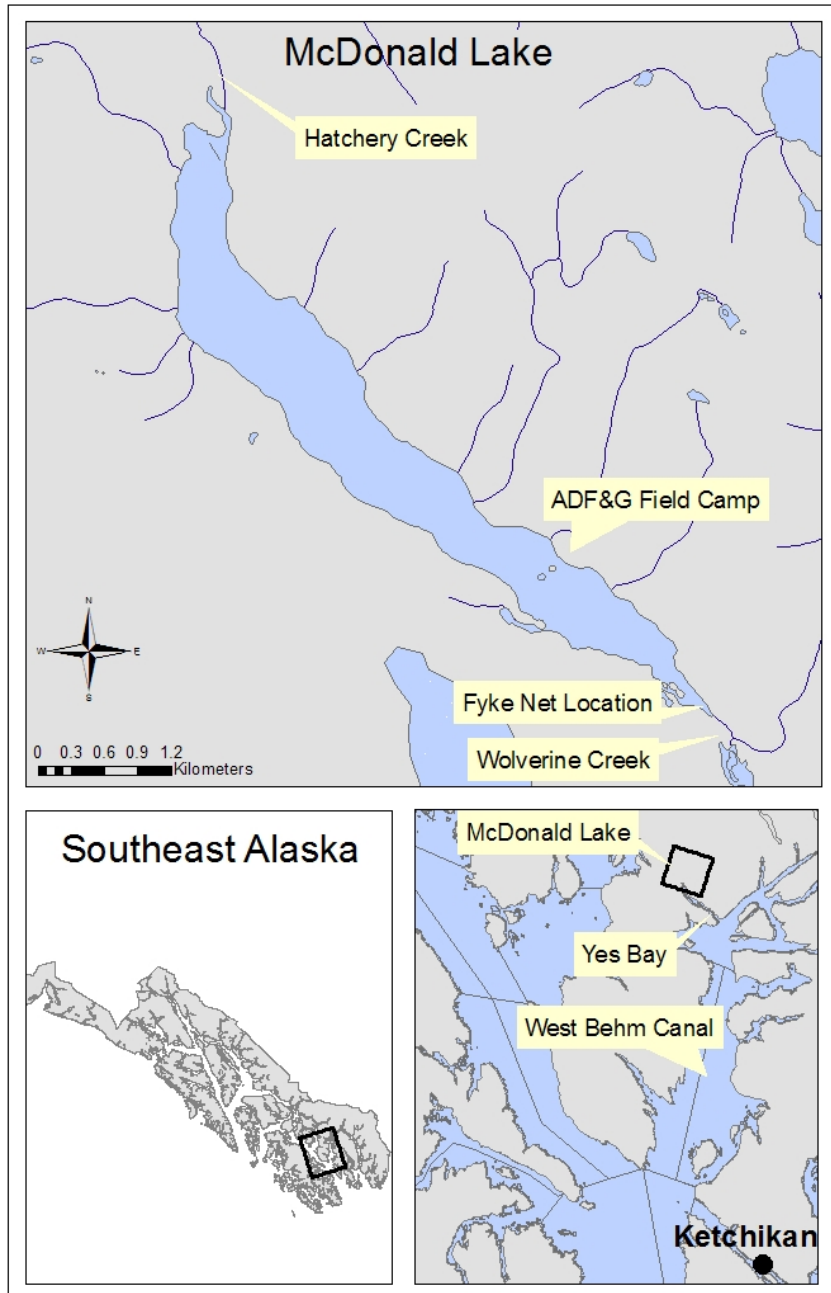 McDonald Lake
Hatchery Creek
ADF&G Field Camp
N
W E
S
Fyke Net Location
Wolverine Creek
0 0.3 0.6 0.9 1.2
Kilometers
Southeast Alaska
McDonald Lake
Yes Bay
West Behm Canal
Ketchikan